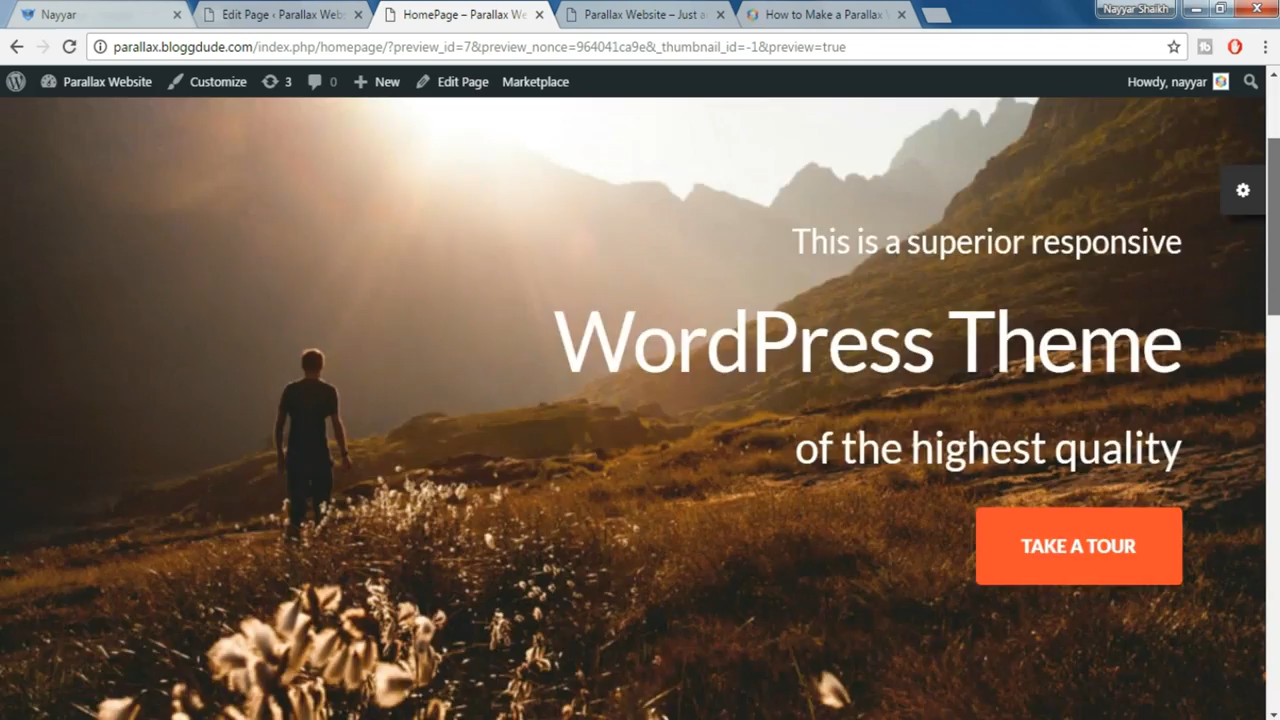 Nayyar Shaikh
Nayyar
Edit Page ‹ Parallax Webs
HomePage – Parallax We
Parallax Website – Just a
How to Make a Parallax
parallax.bloggdude.com/index.php/homepage/?preview_id=7&preview_nonce=964041ca9e&_thumbnail_id=-1&preview=true
Parallax Website Customize 3 0 New Edit Page Marketplace Howdy, nayyar
This is a superior responsive
WordPress Theme
of the highest quality
TAKE A TOUR